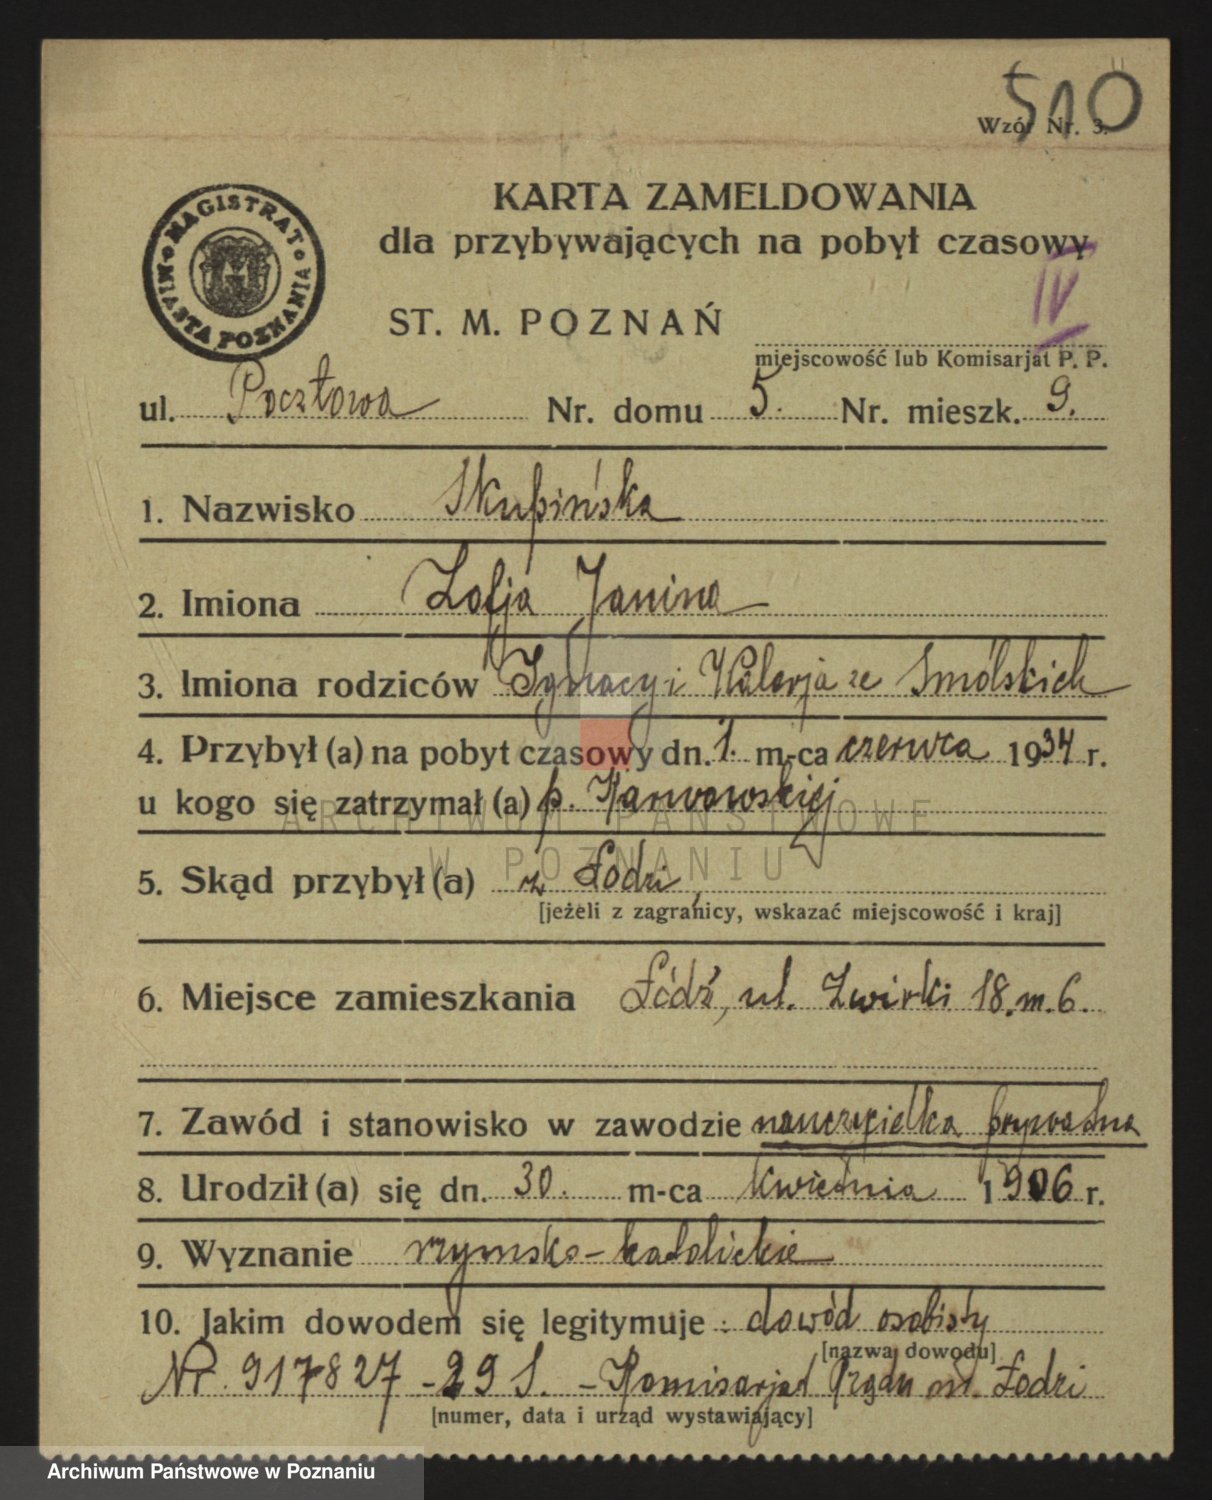 510
Wzór Nr. 3.
MAGISTRAT MIASTA POZNANIA
KARTA ZAMELDOWANIA
dla przybywających na pobyt czasowy
IV
ST. M. POZNAŃ
miejscowość lub Komisarjat P. P.
ul. Pocztowa Nr. domu 5. Nr. mieszk. 9.
1. Nazwisko Skupińska
2. Imiona Zofja Janina
3. Imiona rodziców Ignacy i Walerja ze Smólskich
4. Przybył (a) na pobyt czasowy dn. 1. m-ca czerwca 1934 r.
u kogo się zatrzymał (a) p. Karwowskiej
ARCHIWUM PAŃSTWOWE
W POZNANIU
5. Skąd przybył (a) z Łodzi,
[jeżeli z zagranicy, wskazać miejscowość i kraj]
6. Miejsce zamieszkania Łódź, ul. Żwirki 18. m. 6.
7. Zawód i stanowisko w zawodzie nauczycielka prywatna
8. Urodził (a) się dn. 30. m-ca kwietnia 1906 r.
9. Wyznanie rzymsko-katolickie
10. Jakim dowodem się legitymuje: dowód osobisty
[nazwa dowodu]
Nr. 917827 - 29 - Komisarjat Rządu m. Łodzi
[numer, data i urząd wystawiający]
Archiwum Państwowe w Poznaniu